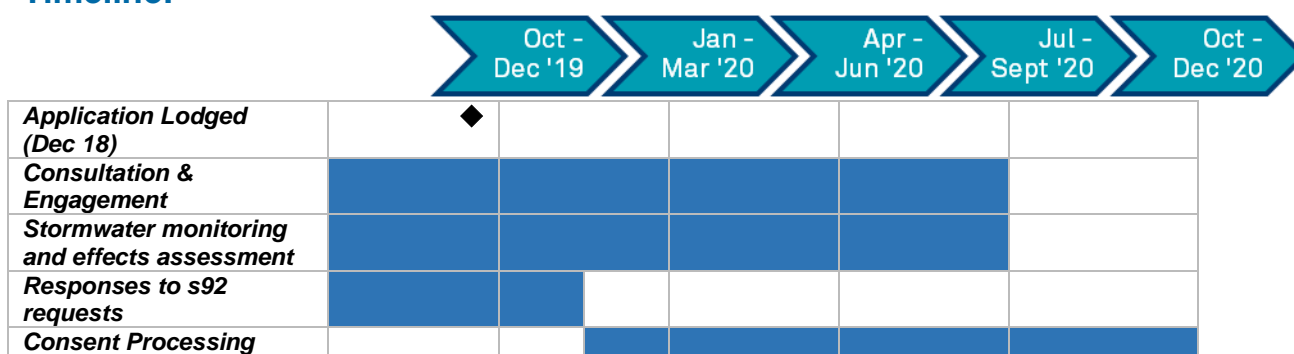 Timeline:
Oct -
Dec '19
Jan -
Mar '20
Apr -
Jun '20
Jul -
Sept '20
Oct -
Dec '20
Application Lodged
(Dec 18)
Consultation &
Engagement
Stormwater monitoring
and effects assessment
Responses to s92
requests
Consent Processing